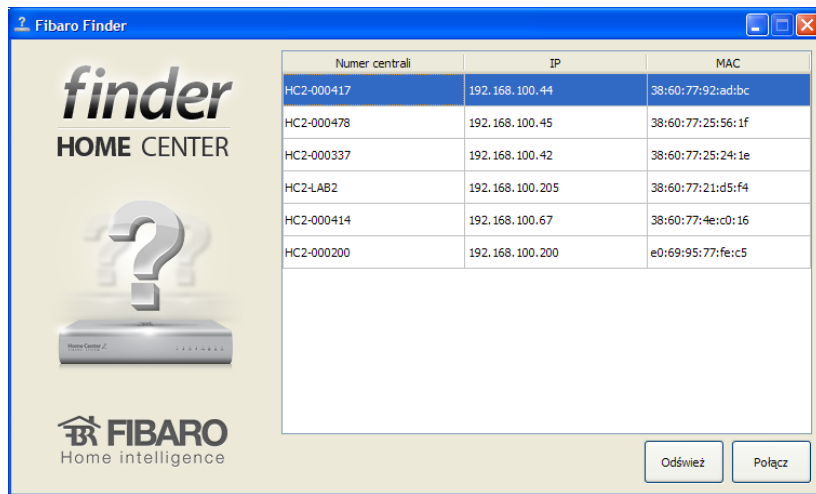 Fibaro Finder
finder
HOME CENTER
Home Center 2
FIBARO
Home intelligence
Numer centrali IP MAC
HC2-000417 192.168.100.44 38:60:77:92:ad:bc
HC2-000478 192.168.100.45 38:60:77:25:56:1f
HC2-000337 192.168.100.42 38:60:77:25:24:1e
HC2-LAB2 192.168.100.205 38:60:77:21:d5:f4
HC2-000414 192.168.100.67 38:60:77:4e:c0:16
HC2-000200 192.168.100.200 e0:69:95:77:fe:c5
Odśwież Połącz